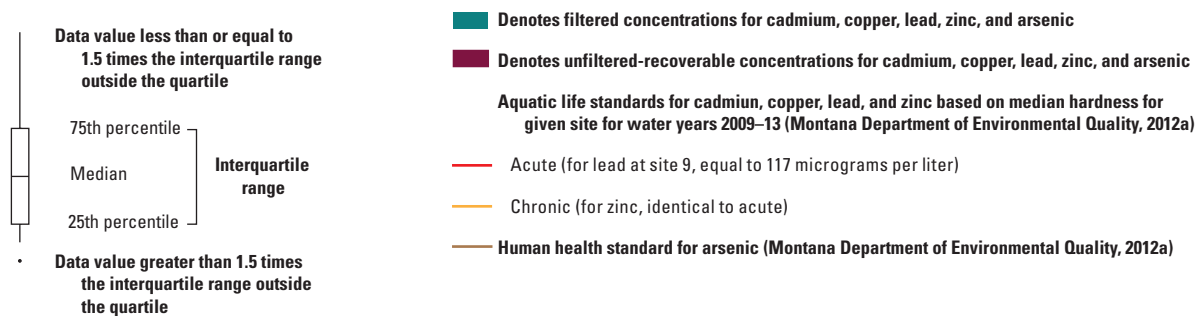 Data value less than or equal to
1.5 times the interquartile range
outside the quartile
75th percentile
Median
25th percentile
Interquartile
range
Data value greater than 1.5 times
the interquartile range outside
the quartile
Denotes filtered concentrations for cadmium, copper, lead, zinc, and arsenic
Denotes unfiltered-recoverable concentrations for cadmium, copper, lead, zinc, and arsenic
Aquatic life standards for cadmiun, copper, lead, and zinc based on median hardness for
given site for water years 2009–13 (Montana Department of Environmental Quality, 2012a)
Acute (for lead at site 9, equal to 117 micrograms per liter)
Chronic (for zinc, identical to acute)
Human health standard for arsenic (Montana Department of Environmental Quality, 2012a)